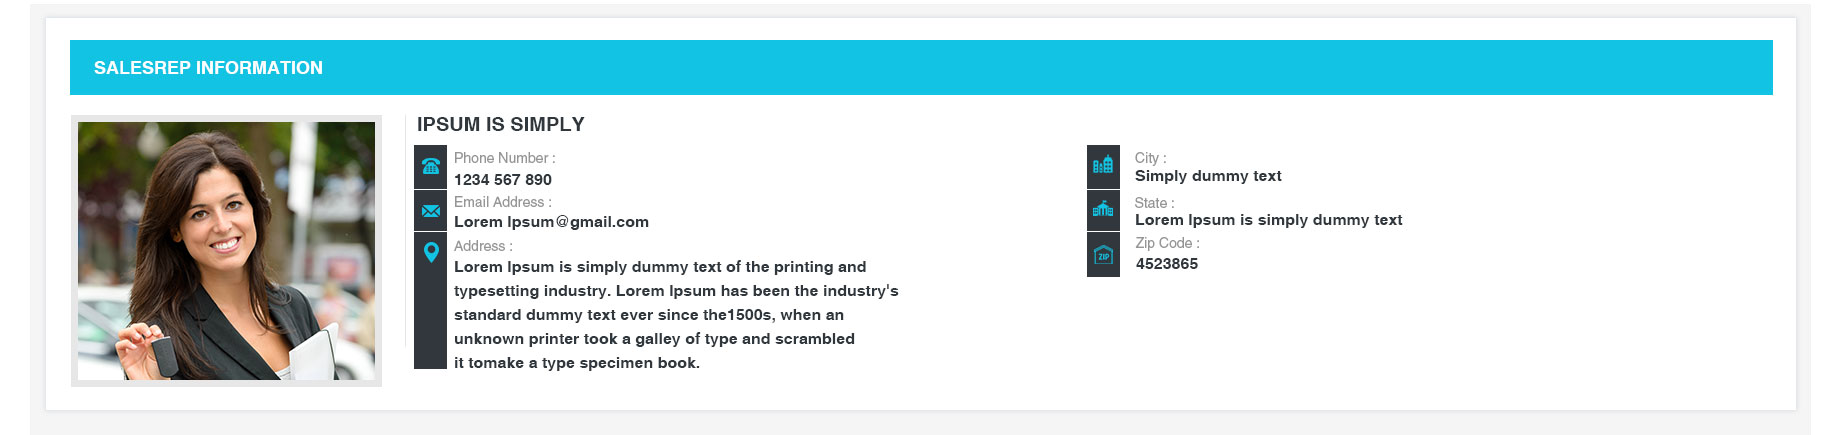 SALESREP INFORMATION
IPSUM IS SIMPLY
Phone Number :
1234 567 890
Email Address :
Lorem Ipsum@gmail.com
Address :
Lorem Ipsum is simply dummy text of the printing and
typesetting industry. Lorem Ipsum has been the industry's
standard dummy text ever since the1500s, when an
unknown printer took a galley of type and scrambled
it tomake a type specimen book.
City :
Simply dummy text
State :
Lorem Ipsum is simply dummy text
ZIP
Zip Code :
4523865